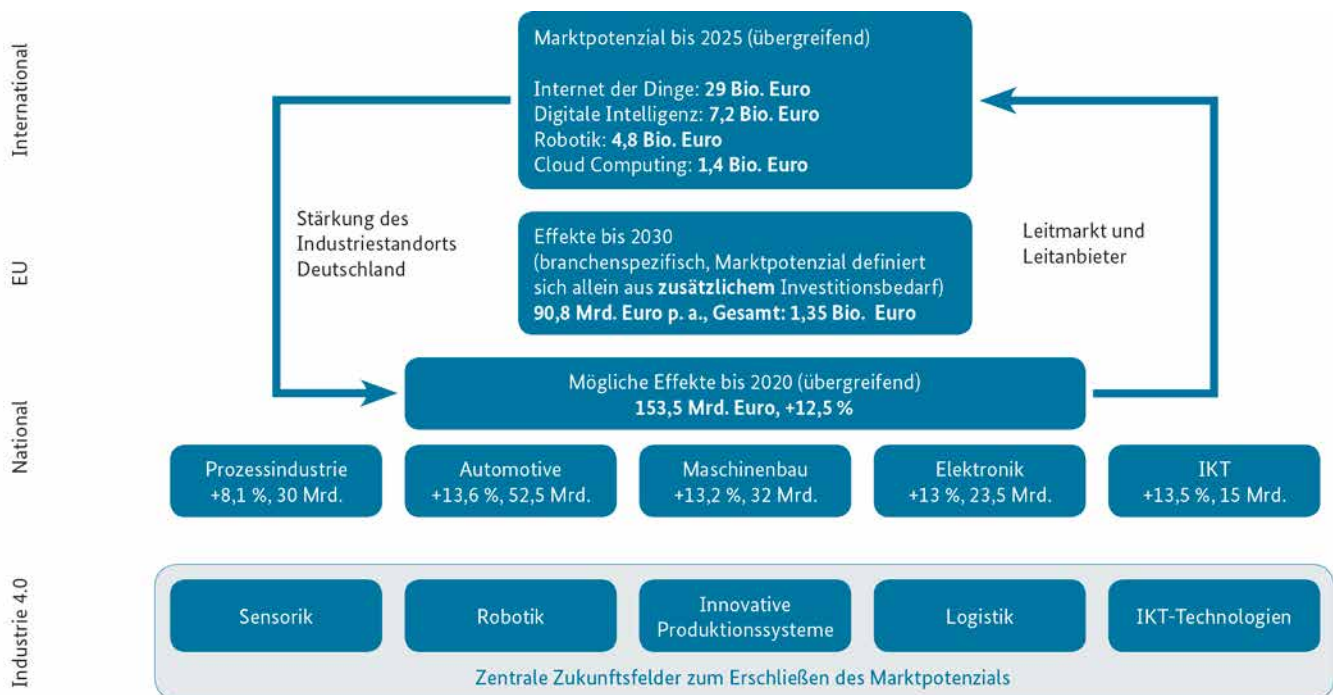 International
Marktpotenzial bis 2025 (übergreifend)
Internet der Dinge: 29 Bio. Euro
Digitale Intelligenz: 7,2 Bio. Euro
Robotik: 4,8 Bio. Euro
Cloud Computing: 1,4 Bio. Euro
Stärkung des
Industriestandorts
Deutschland
Leitmarkt und
Leitanbieter
EU
Effekte bis 2030
(branchenspezifisch, Marktpotenzial definiert
sich allein aus zusätzlichem Investitionsbedarf)
90,8 Mrd. Euro p. a., Gesamt: 1,35 Bio. Euro
National
Mögliche Effekte bis 2020 (übergreifend)
153,5 Mrd. Euro, +12,5 %
Prozessindustrie
+8,1 %, 30 Mrd.
Automotive
+13,6 %, 52,5 Mrd.
Maschinenbau
+13,2 %, 32 Mrd.
Elektronik
+13 %, 23,5 Mrd.
IKT
+13,5 %, 15 Mrd.
Industrie 4.0
Sensorik
Robotik
Innovative
Produktionssysteme
Logistik
IKT-Technologien
Zentrale Zukunftsfelder zum Erschließen des Marktpotenzials